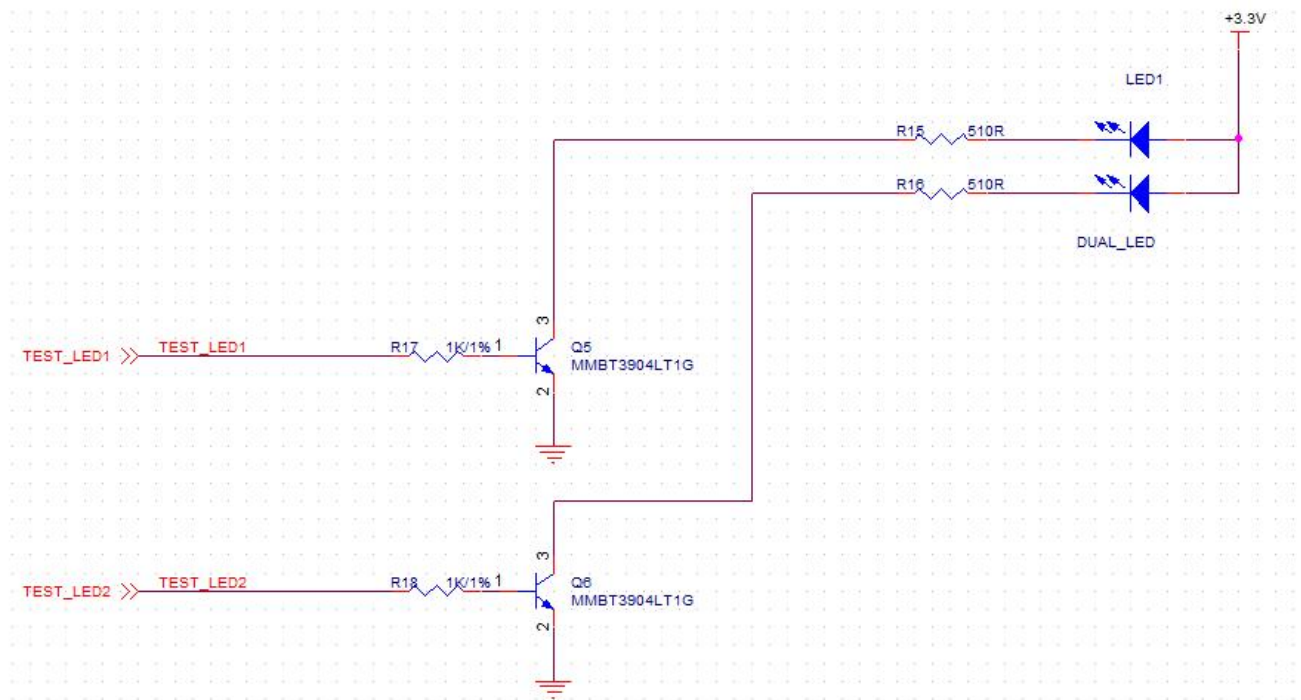 +3.3V
LED1
R15 510R
R16 510R
DUAL_LED
3
TEST_LED1 TEST_LED1 R17 1K/1% 1 Q5
MMBT3904LT1G
2
3
TEST_LED2 TEST_LED2 R18 1K/1% 1 Q6
MMBT3904LT1G
2